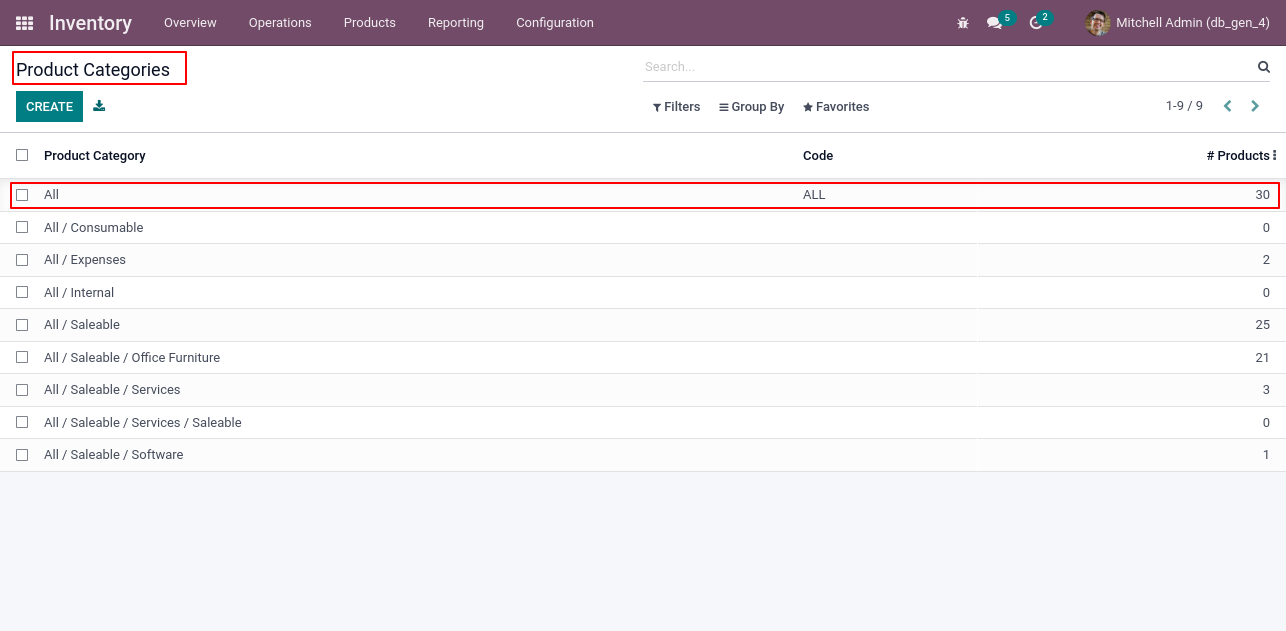 Inventory Overview Operations Products Reporting Configuration 5 2 Mitchell Admin (db_gen_4)
Product Categories Search...
CREATE Filters Group By Favorites 1-9 / 9
Product Category Code # Products
All ALL 30
All / Consumable 0
All / Expenses 2
All / Internal 0
All / Saleable 25
All / Saleable / Office Furniture 21
All / Saleable / Services 3
All / Saleable / Services / Saleable 0
All / Saleable / Software 1